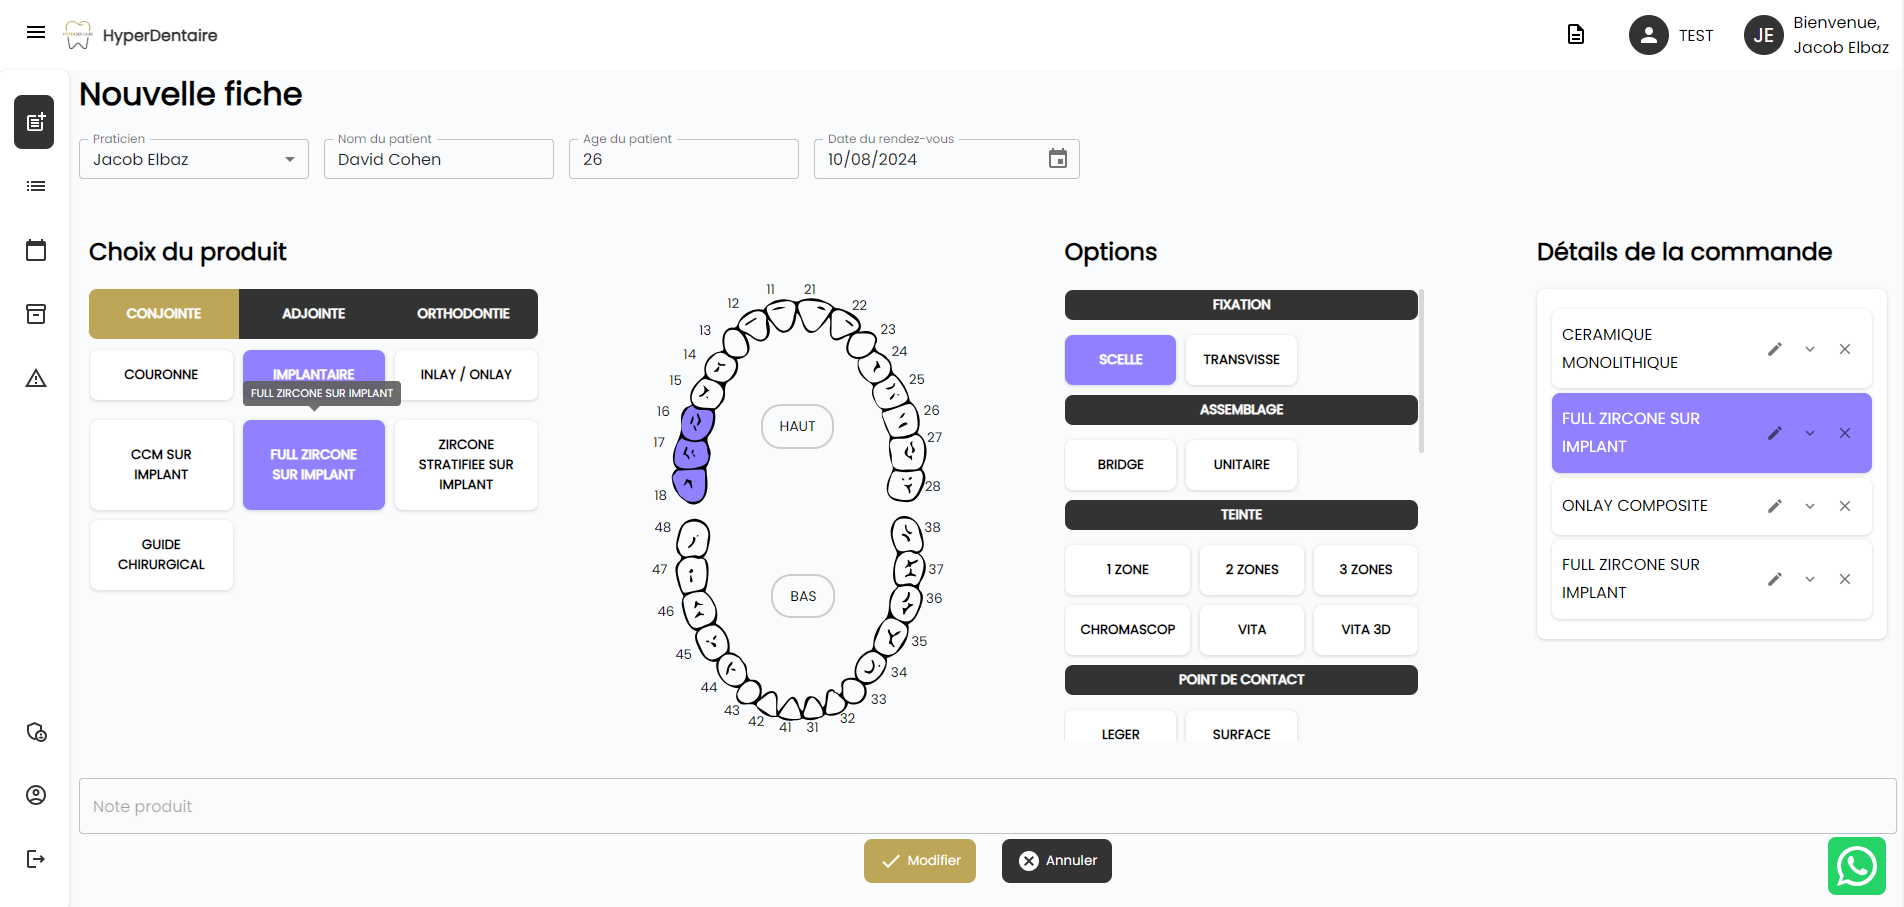 HyperDentaire
TEST
JE
Bienvenue,
Jacob Elbaz
Nouvelle fiche
Praticien
Jacob Elbaz
Nom du patient
David Cohen
Age du patient
26
Date du rendez-vous
10/08/2024
Choix du produit
CONJOINTE
ADJOINTE
ORTHODONTIE
COURONNE
IMPLANTAIRE
INLAY / ONLAY
FULL ZIRCONE SUR IMPLANT
CCM SUR
IMPLANT
FULL ZIRCONE
SUR IMPLANT
ZIRCONE
STRATIFIEE SUR
IMPLANT
GUIDE
CHIRURGICAL
11
21
12
22
13
23
14
24
15
25
16
26
17
27
18
28
HAUT
48
38
47
37
46
36
45
35
44
34
43
33
42
32
41
31
BAS
Options
FIXATION
SCELLE
TRANSVISSE
ASSEMBLAGE
BRIDGE
UNITAIRE
TEINTE
1 ZONE
2 ZONES
3 ZONES
CHROMASCOP
VITA
VITA 3D
POINT DE CONTACT
LEGER
SURFACE
Détails de la commande
CERAMIQUE
MONOLITHIQUE
FULL ZIRCONE SUR
IMPLANT
ONLAY COMPOSITE
FULL ZIRCONE SUR
IMPLANT
Note produit
Modifier
Annuler